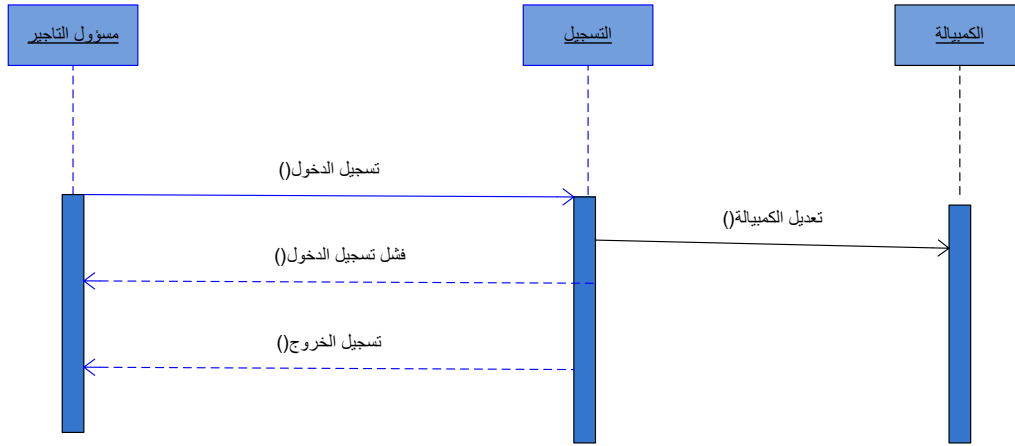 مسؤول التاجير
التسجيل
الكمبيالة
تسجيل الدخول()
تعديل الكمبيالة()
فشل تسجيل الدخول()
تسجيل الخروج()